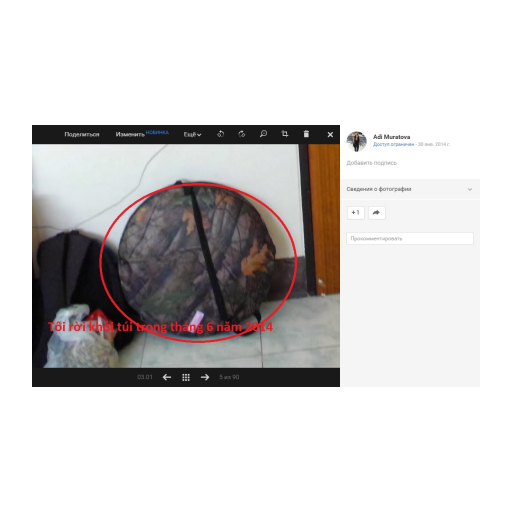 Поделиться
Изменить НОВИНКА
Ещё
Adi Muratova
Доступ ограничен - 28 янв. 2014 г.
Добавить подпись
Сведения о фотографии
+1
Прокомментировать
Tôi rời khỏi túi trong tháng 6 năm 2014
03.01
5 из 90